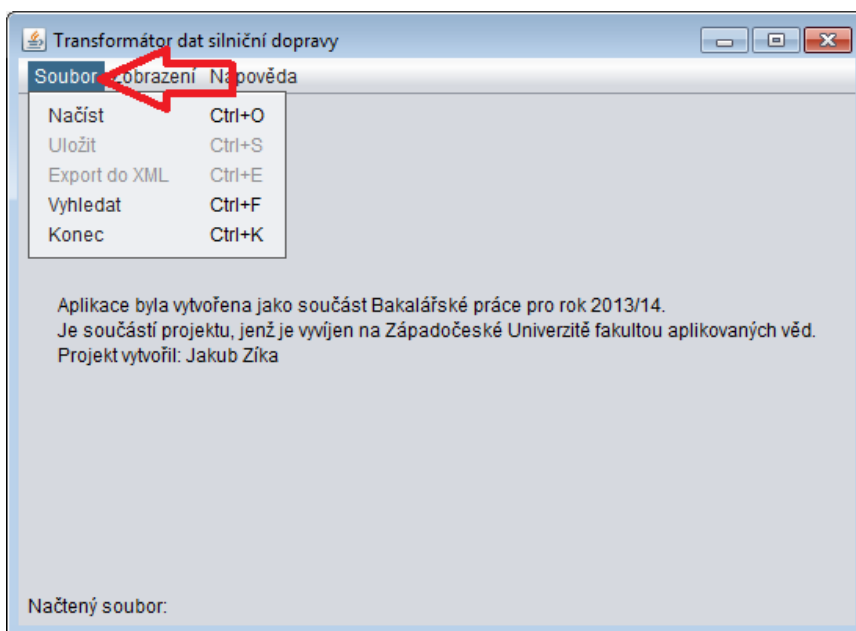 Transformátor dat silniční dopravy
Soubor Zobrazení Nápověda
Načíst Ctrl+O
Uložit Ctrl+S
Export do XML Ctrl+E
Vyhledat Ctrl+F
Konec Ctrl+K
Aplikace byla vytvořena jako součást Bakalářské práce pro rok 2013/14.
Je součástí projektu, jenž je vyvíjen na Západočeské Univerzitě fakultou aplikovaných věd.
Projekt vytvořil: Jakub Zíka
Načtený soubor: